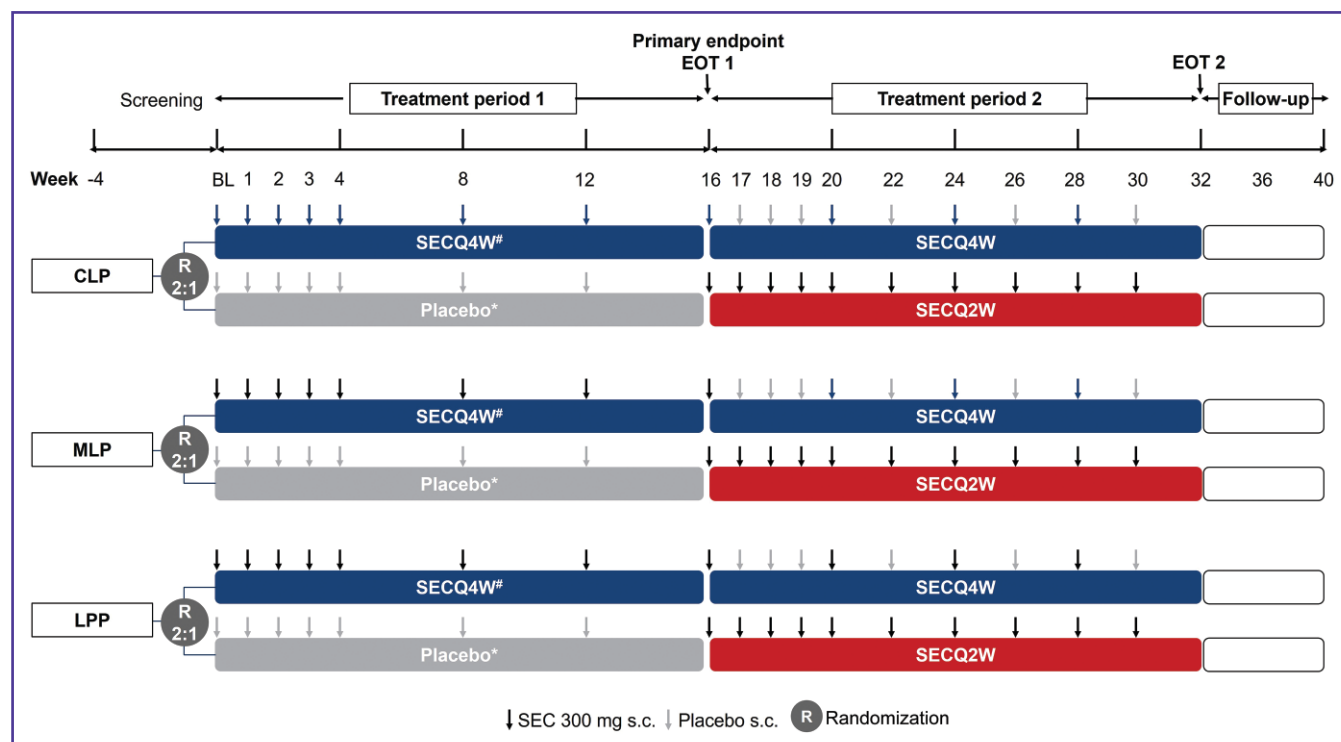 Primary endpoint
EOT 1
EOT 2
Screening
Treatment period 1
Treatment period 2
Follow-up
Week -4 BL 1 2 3 4 8 12 16 17 18 19 20 22 24 26 28 30 32 36 40
SECQ4W# SECQ4W
CLP
R
2:1
Placebo* SECQ2W
SECQ4W# SECQ4W
MLP
R
2:1
Placebo* SECQ2W
SECQ4W# SECQ4W
LPP
R
2:1
Placebo* SECQ2W
SEC 300 mg s.c. Placebo s.c. R Randomization